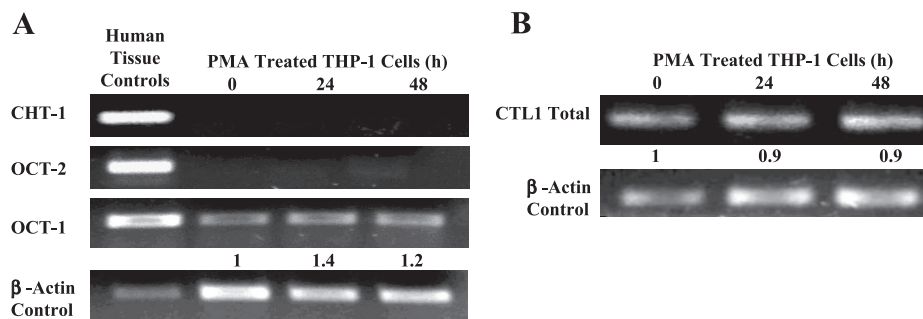 A
Human
Tissue
Controls
PMA Treated THP-1 Cells (h)
0 24 48
CHT-1
OCT-2
OCT-1
1 1.4 1.2
β -Actin
Control
B
PMA Treated THP-1 Cells (h)
0 24 48
CTL1 Total
1 0.9 0.9
β -Actin
Control